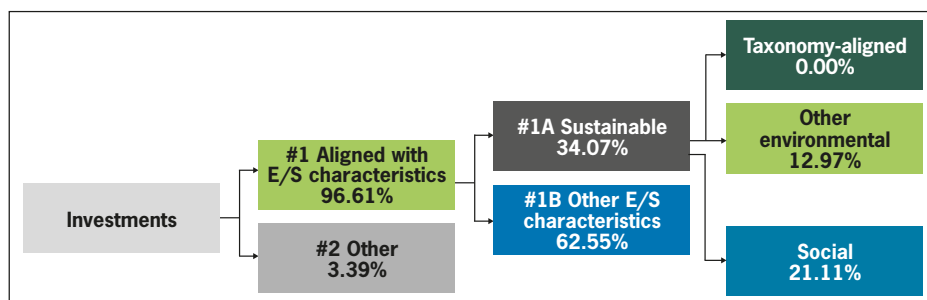 Investments
#1 Aligned with
E/S characteristics
96.61%
#2 Other
3.39%
#1A Sustainable
34.07%
#1B Other E/S
characteristics
62.55%
Taxonomy-aligned
0.00%
Other
environmental
12.97%
Social
21.11%